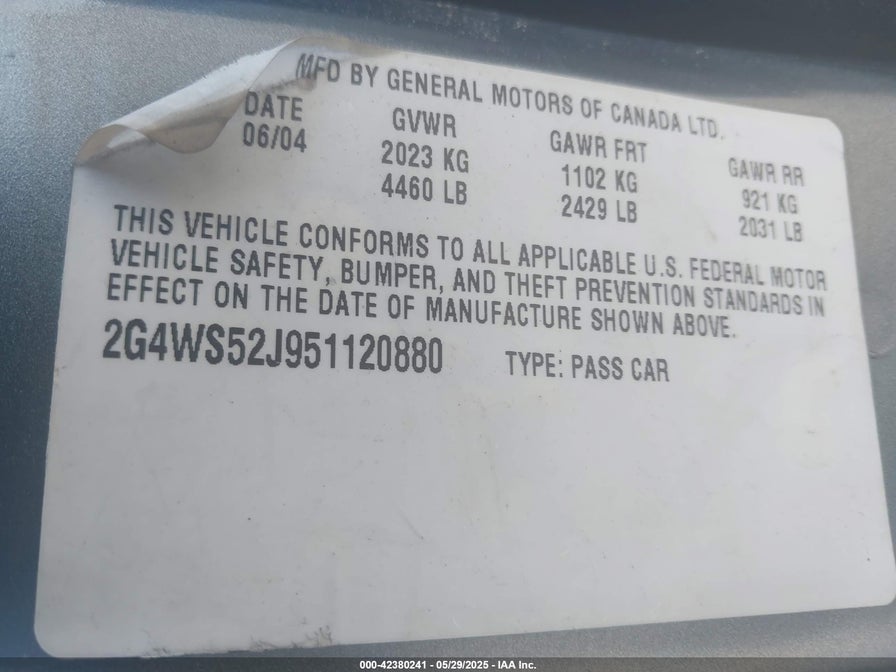 MFD BY GENERAL MOTORS OF CANADA LTD.
DATE GVWR GAWR FRT GAWR RR
06/04 2023 KG 1102 KG 921 KG
4460 LB 2429 LB 2031 LB
THIS VEHICLE CONFORMS TO ALL APPLICABLE U.S. FEDERAL MOTOR
VEHICLE SAFETY, BUMPER, AND THEFT PREVENTION STANDARDS IN
EFFECT ON THE DATE OF MANUFACTURE SHOWN ABOVE.
2G4WS52J951120880 TYPE: PASS CAR
000-42380241 - 05/29/2025 - IAA Inc.